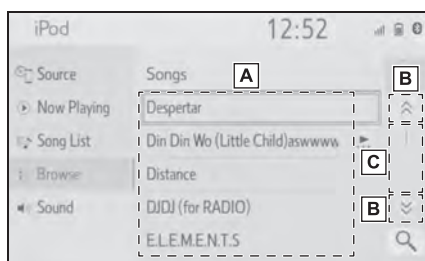 iPod 12:52
Source Songs A B
Now Playing Despertar
Song List Din Din Wo (Little Child)aswwww C
Browse Distance
Sound DJDJ (for RADIO) B
E.L.E.M.E.N.T.S